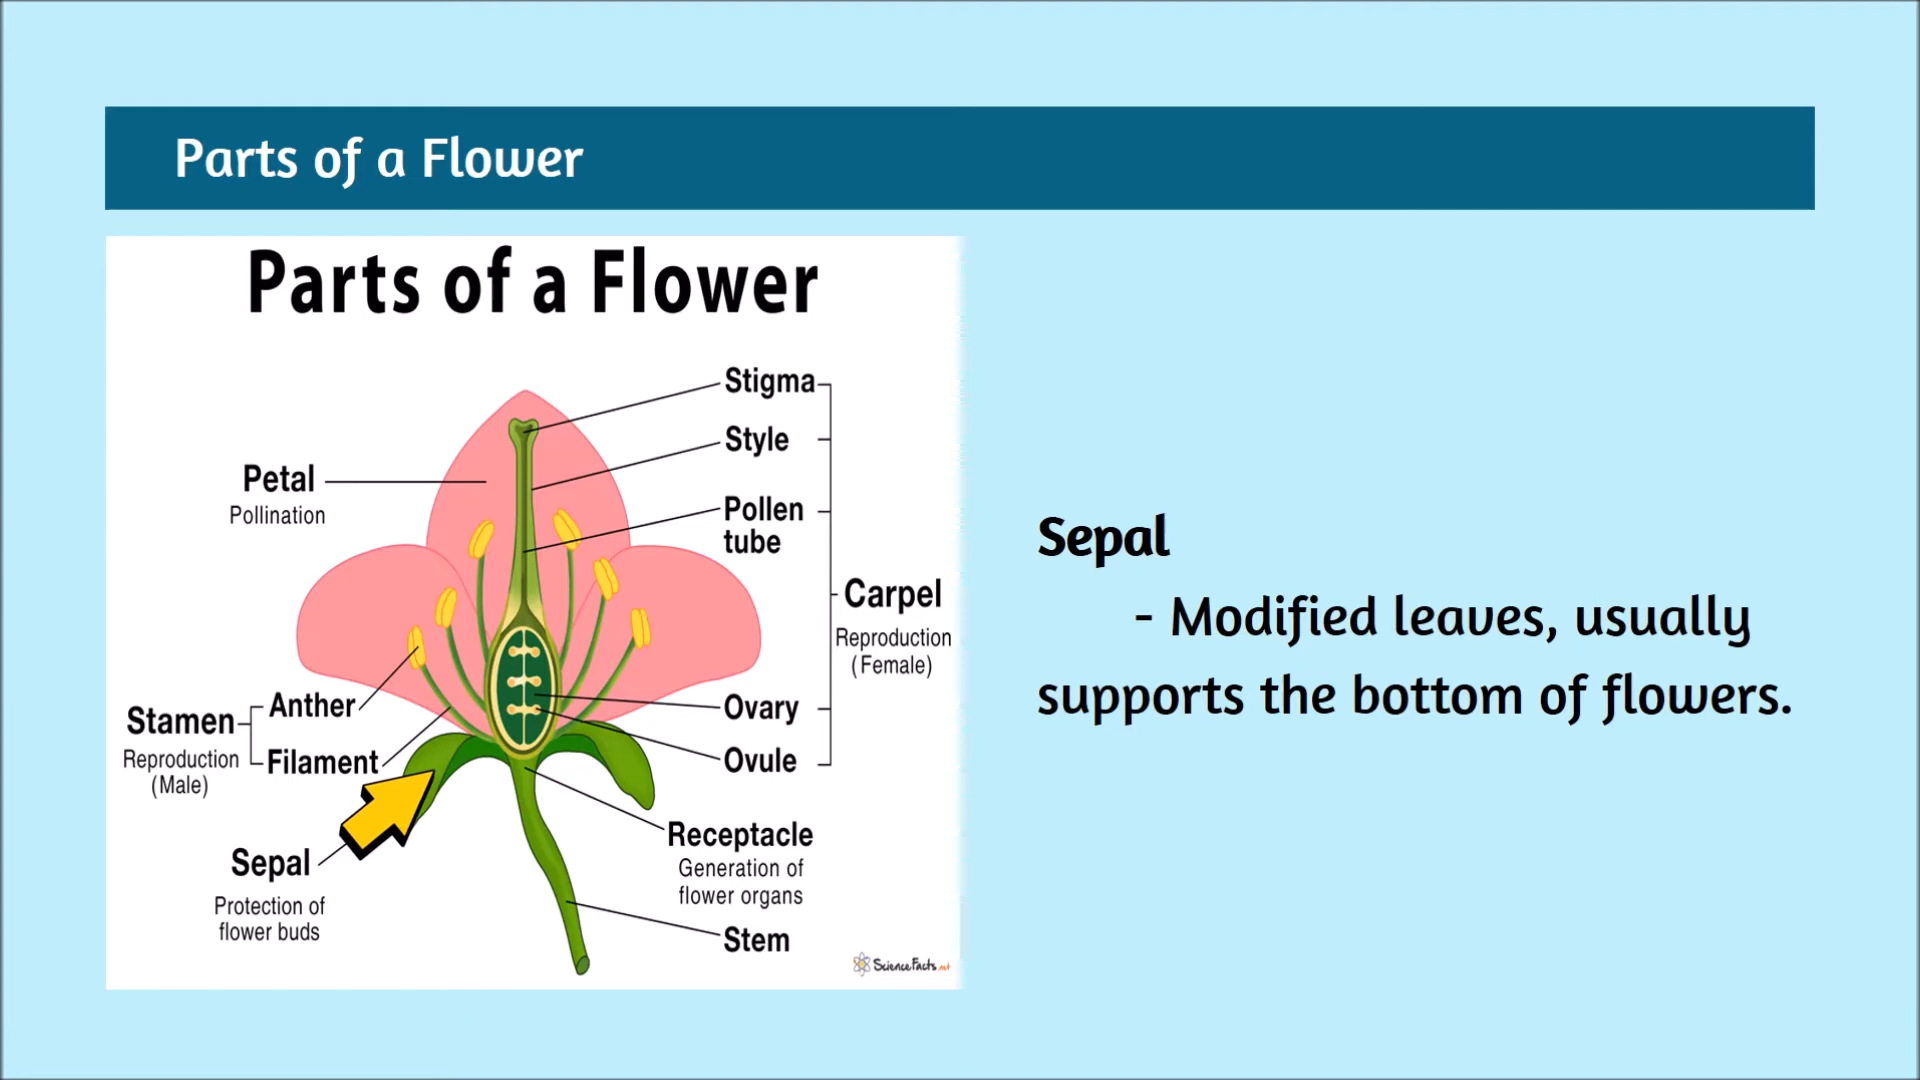 Parts of a Flower
Parts of a Flower
Stigma
Style
Petal
Pollination
Pollen
tube
Carpel
Reproduction
(Female)
Anther
Stamen
Reproduction
(Male)
Filament
Ovary
Ovule
Sepal
Protection of
flower buds
Receptacle
Generation of
flower organs
Stem
ScienceFacts.net
Sepal
- Modified leaves, usually
supports the bottom of flowers.